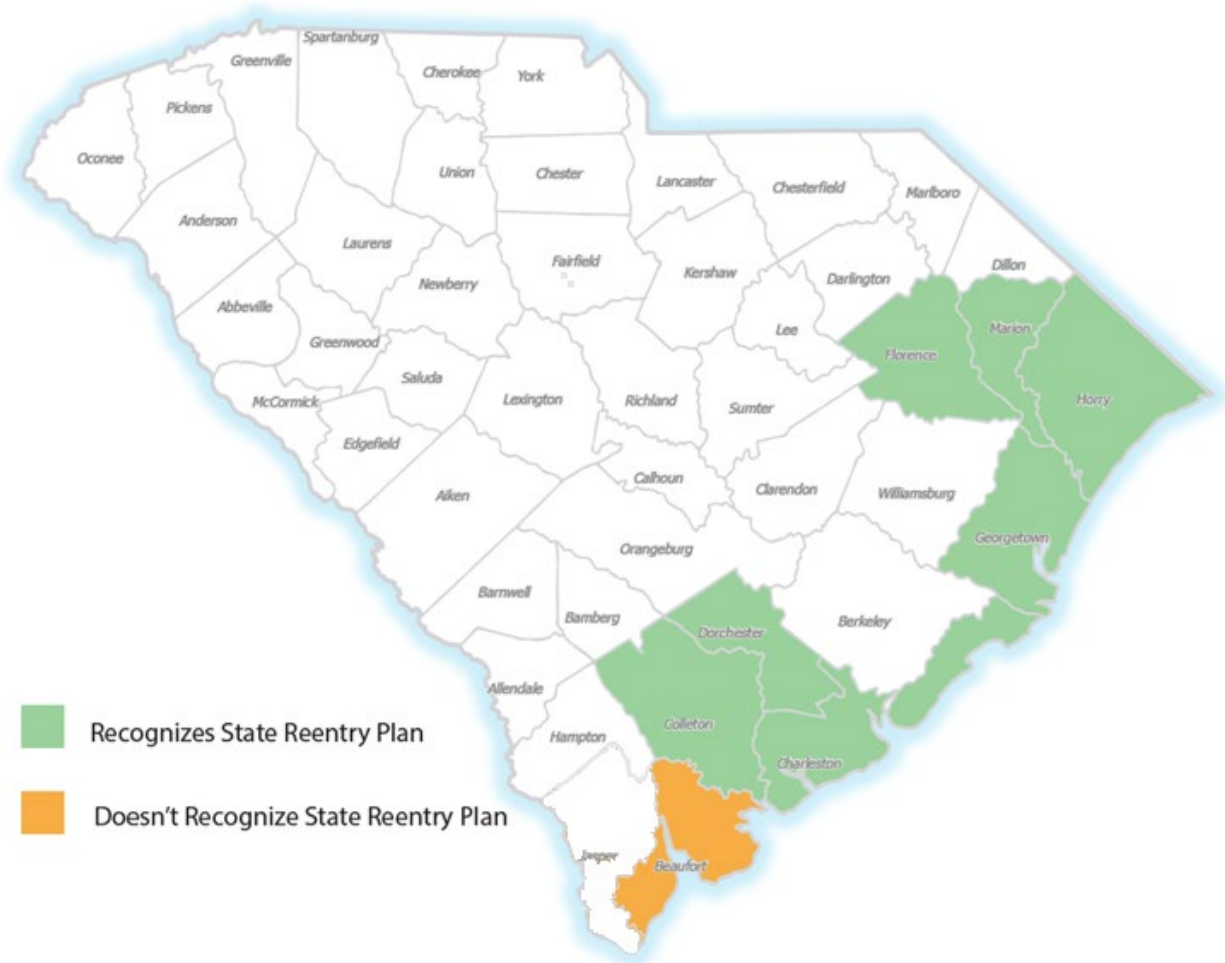 Spartanburg
Greenville
Cherokee
York
Pickens
Oconee
Union
Chester
Lancaster
Chesterfield
Marlboro
Anderson
Laurens
Fairfield
Kershaw
Darlington
Dillon
Newberry
Abbeville
Greenwood
Lee
Marion
Florence
Saluda
McCormick
Lexington
Richland
Sumter
Horry
Edgefield
Aiken
Calhoun
Clarendon
Williamsburg
Orangeburg
Georgetown
Barnwell
Bamberg
Berkeley
Dorchester
Allendale
Colleton
Hampton
Charleston
Jasper
Beaufort
Recognizes State Reentry Plan
Doesn't Recognize State Reentry Plan